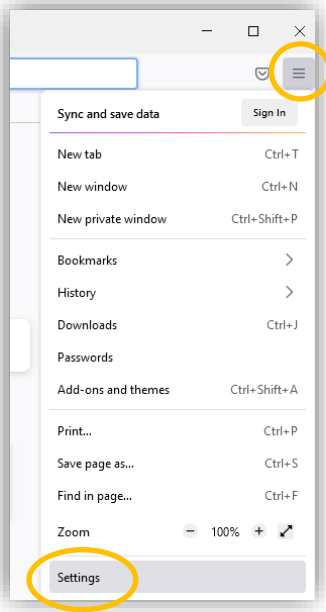 Sync and save data Sign In
New tab Ctrl+T
New window Ctrl+N
New private window Ctrl+Shift+P
Bookmarks
History
Downloads Ctrl+J
Passwords
Add-ons and themes Ctrl+Shift+A
Print... Ctrl+P
Save page as... Ctrl+S
Find in page... Ctrl+F
Zoom − 100% +
Settings